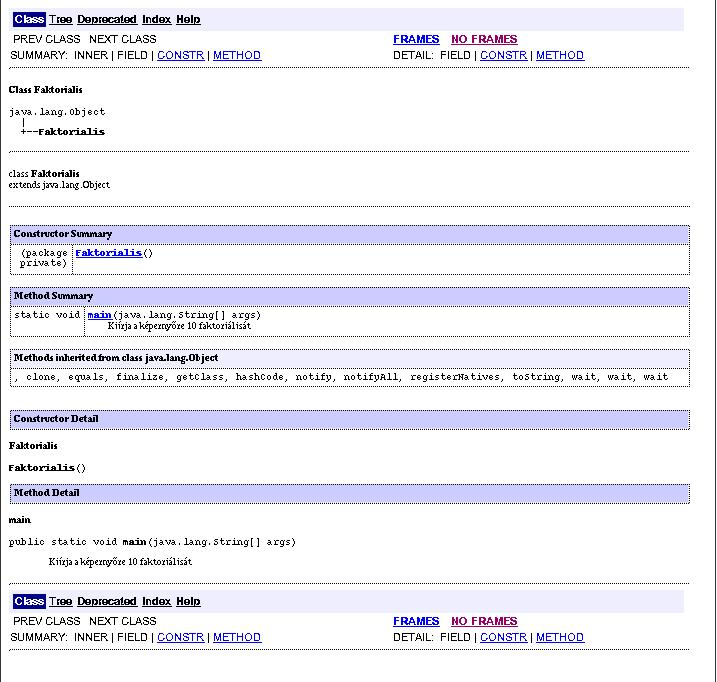 Class Tree Deprecated Index Help
PREV CLASS NEXT CLASS FRAMES NO FRAMES
SUMMARY: INNER | FIELD | CONSTR | METHOD DETAIL: FIELD | CONSTR | METHOD
Class Faktorialis
java.lang.Object
|
+--Faktorialis
class Faktorialis
extends java.lang.Object
Constructor Summary
(package Faktorialis()
private)
Method Summary
static void main(java.lang.String[] args)
Kiírja a képernyőre 10 faktoriálisát
Methods inherited from class java.lang.Object
, clone, equals, finalize, getClass, hashCode, notify, notifyAll, registerNatives, toString, wait, wait, wait
Constructor Detail
Faktorialis
Faktorialis()
Method Detail
main
public static void main(java.lang.String[] args)
Kiírja a képernyőre 10 faktoriálisát
Class Tree Deprecated Index Help
PREV CLASS NEXT CLASS FRAMES NO FRAMES
SUMMARY: INNER | FIELD | CONSTR | METHOD DETAIL: FIELD | CONSTR | METHOD